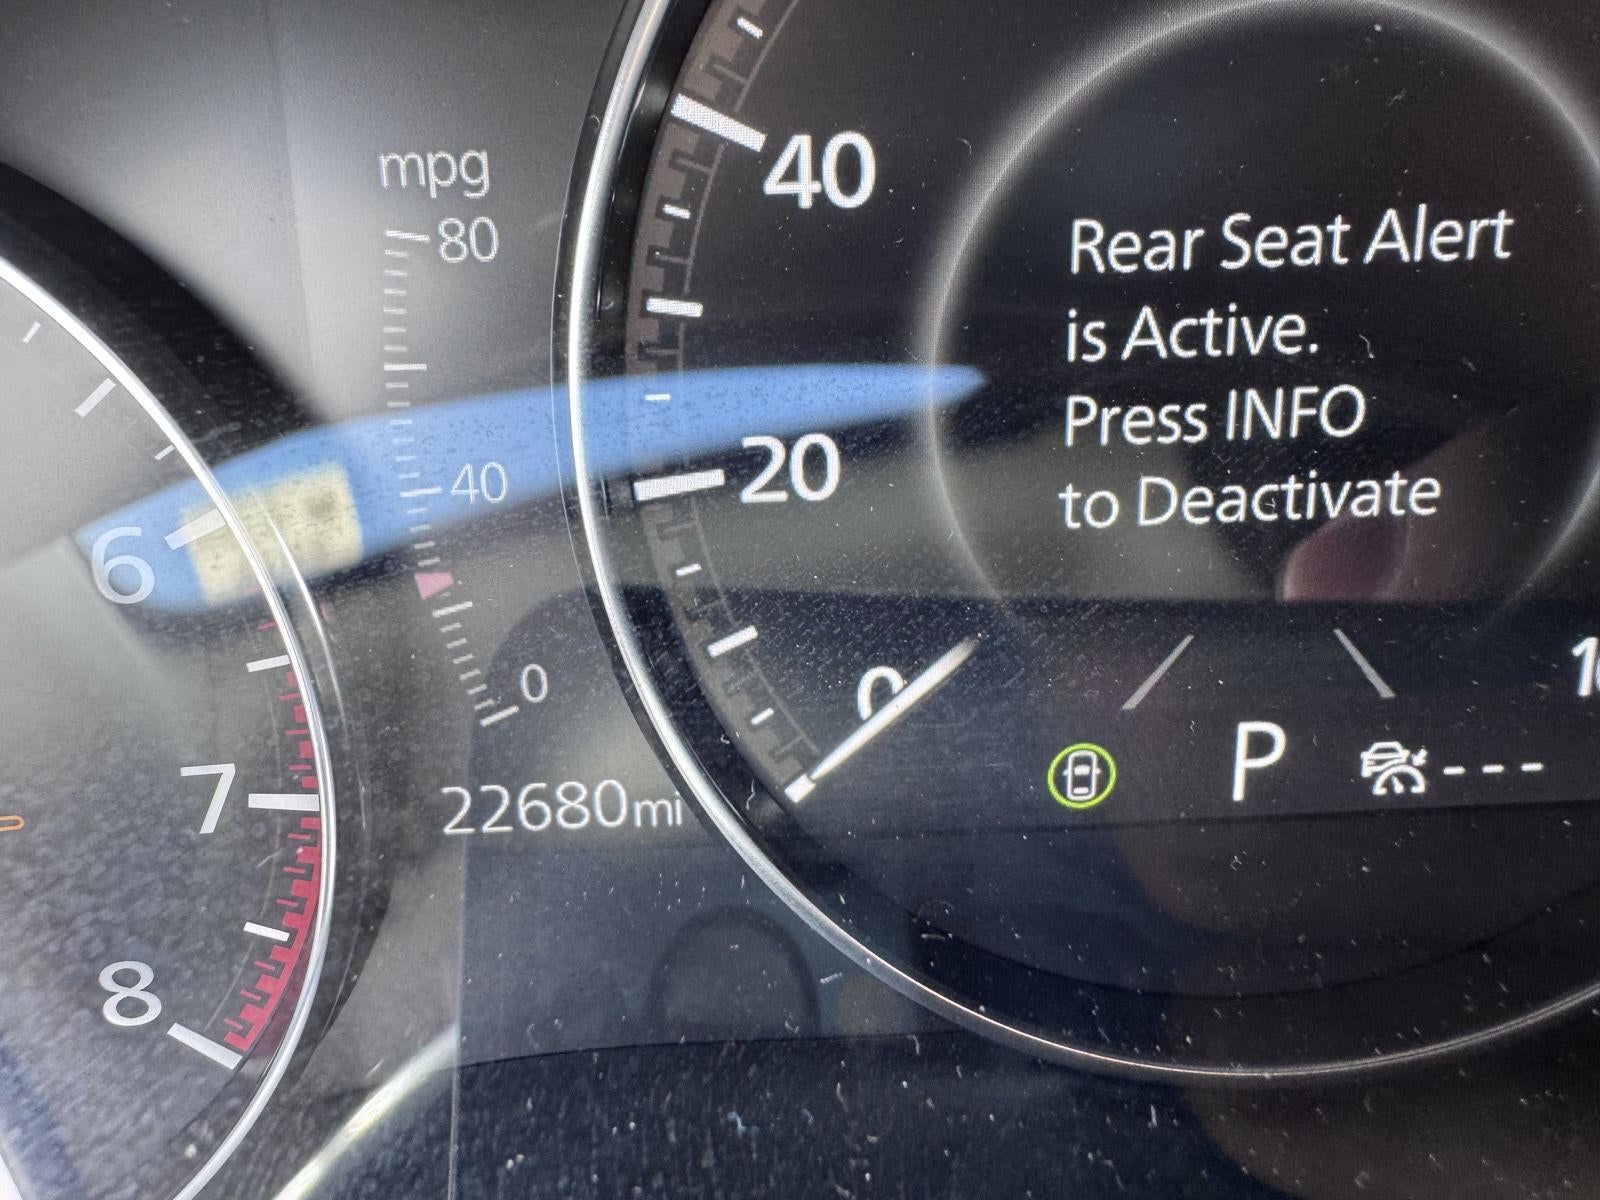 mpg
80
40
0
22680mi
6
7
8
40
20
0
Rear Seat Alert
is Active.
Press INFO
to Deactivate
P
---